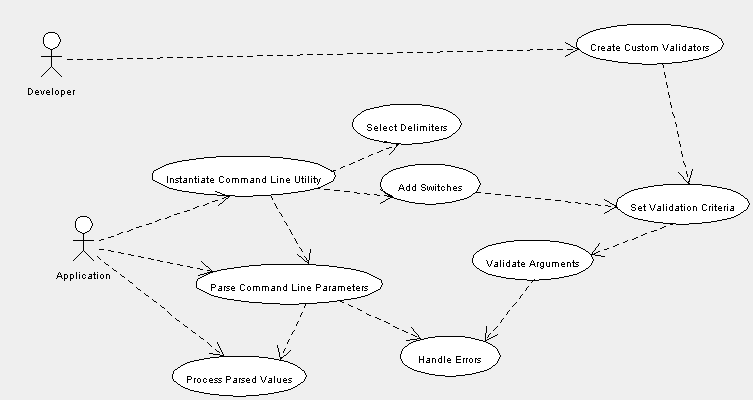 Create Custom Validators
Developer
Select Delimiters
Instantiate Command Line Utility
Add Switches
Set Validation Criteria
Validate Arguments
Application
Parse Command Line Parameters
Handle Errors
Process Parsed Values